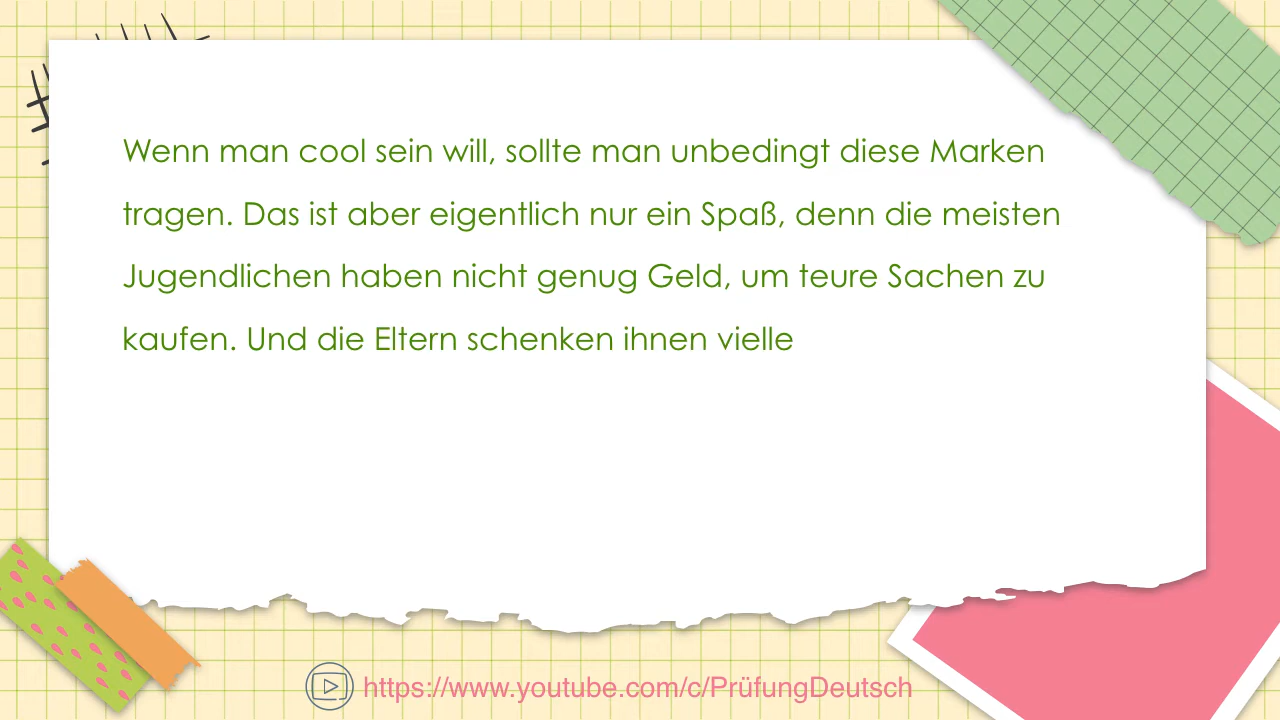 Wenn man cool sein will, sollte man unbedingt diese Marken
tragen. Das ist aber eigentlich nur ein Spaß, denn die meisten
Jugendlichen haben nicht genug Geld, um teure Sachen zu
kaufen. Und die Eltern schenken ihnen vielle
https://www.youtube.com/c/PrüfungDeutsch